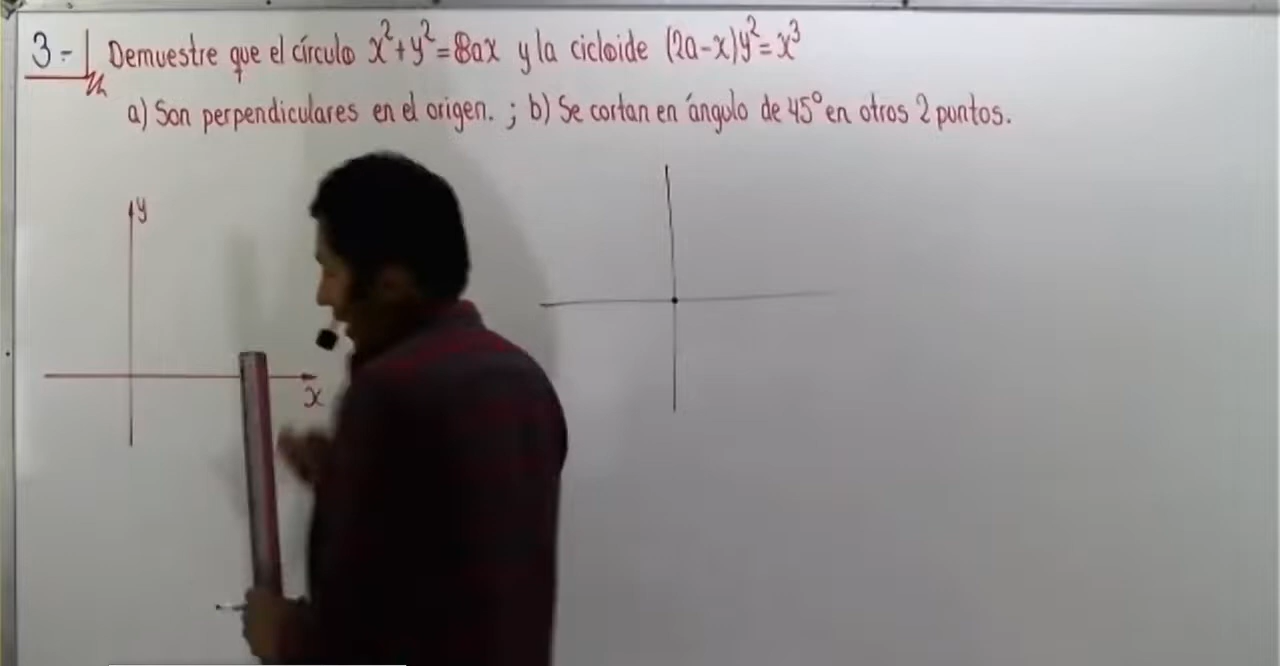 3-| Demuestre que el círculo x²+y²=8ax y la cicloide (2a-x)y²=x³
a) Son perpendiculares en el origen. ; b) Se cortan en ángulo de 45° en otros 2 puntos.
y
x